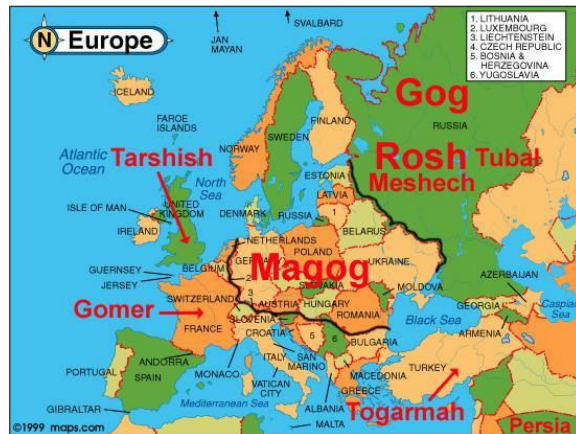 N Europe
JAN
MAYEN
SVALBARD
1. LITHUANIA
2. LUXEMBOURG
3. LIECHTENSTEIN
4. CZECH REPUBLIC
5. BOSNIA &
HERZEGOVINA
6. YUGOSLAVIA
ICELAND
Gog
FAROE
ISLANDS
FINLAND
RUSSIA
SWEDEN
NORWAY
Atlantic
Ocean
Tarshish
Rosh Tubal
Meshech
North
Sea
ESTONIA
LATVIA
1
ISLE OF MAN
UNITED
KINGDOM
DENMARK
RUSSIA
IRELAND
BELARUS
NETHERLANDS
POLAND
GUERNSEY
JERSEY
BELGIUM
GERMANY
Magog
UKRAINE
2
SLOVAKIA
MOLDOVA
AZERBAIJAN
Gomer
SWITZERLAND
3
AUSTRIA
HUNGARY
GEORGIA
Caspian
Sea
FRANCE
SLOVENIA
ROMANIA
Black Sea
ARMENIA
CROATIA
5
6
BULGARIA
PORTUGAL
ANDORRA
SPAIN
ITALY
SAN
MARINO
MACEDONIA
TURKEY
MONACO
VATICAN
CITY
GREECE
GIBRALTAR
Mediterranean Sea
ALBANIA
MALTA
Togarmah
Persia
©1999 maps.com